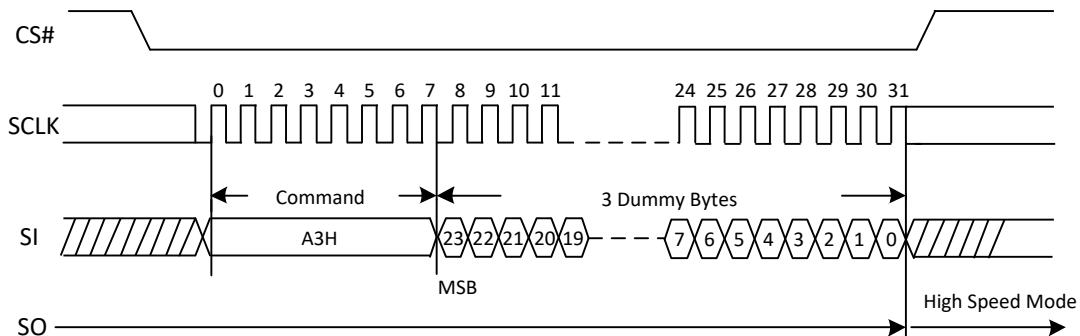 CS#
0 1 2 3 4 5 6 7 8 9 10 11 24 25 26 27 28 29 30 31
SCLK
Command 3 Dummy Bytes
SI A3H 23 22 21 20 19 7 6 5 4 3 2 1 0
MSB
High Speed Mode
SO